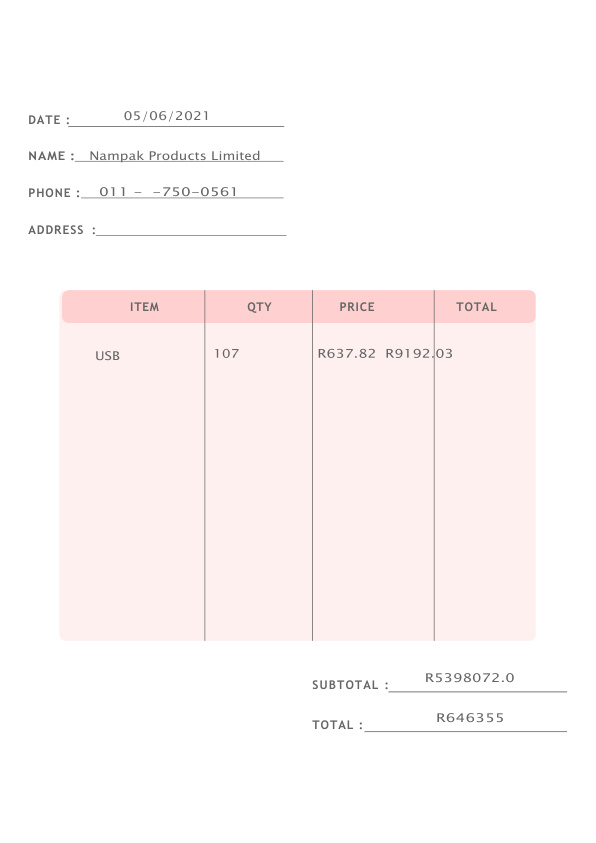 DATE : 05/06/2021
NAME : Nampak Products Limited
PHONE : 011 – –750–0561
ADDRESS :
ITEM QTY PRICE TOTAL
USB 107 R637.82 R9192.03
SUBTOTAL : R5398072.0
TOTAL : R646355